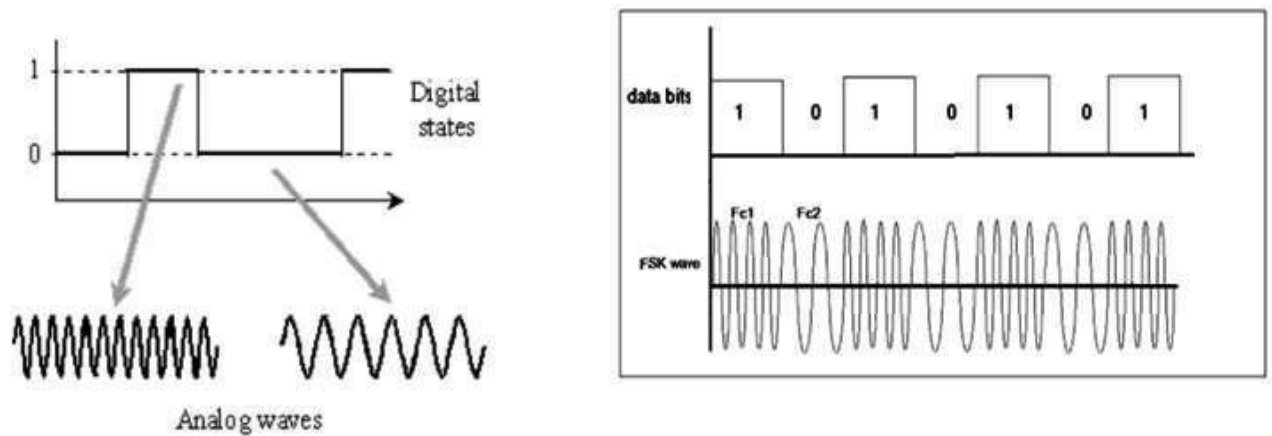 1
Digital
states
0
Analog waves
data bits
1 0 1 0 1 0 1
Fc1 Fc2
FSK wave